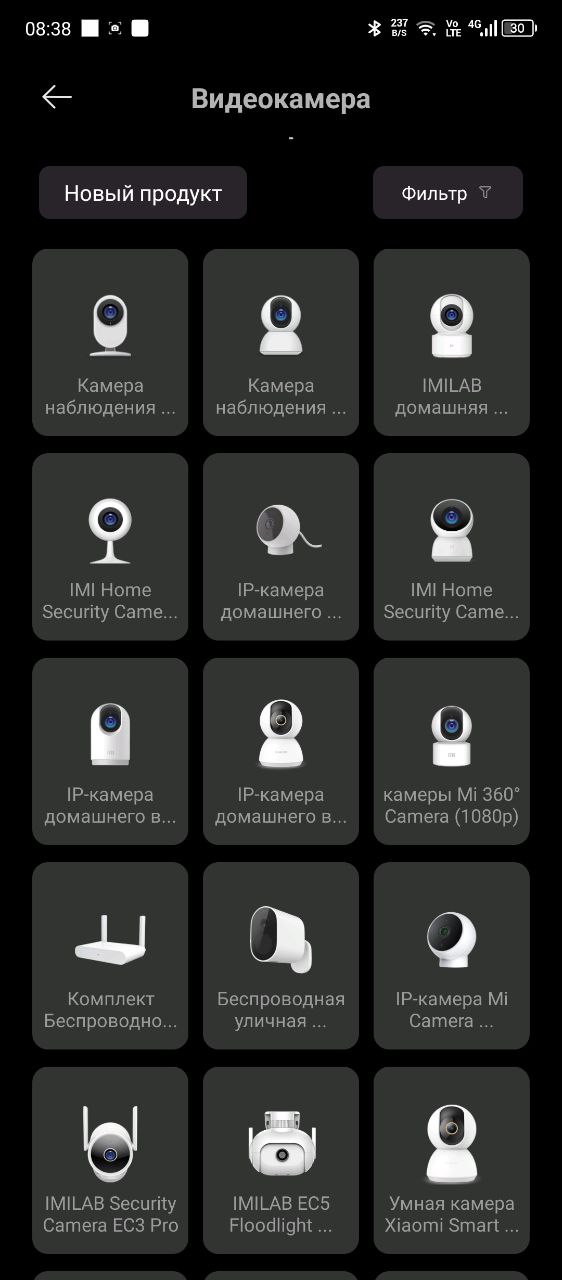 08:38
237
B/S
Vo
LTE
4G
30
Видеокамера
Новый продукт
Фильтр
Камера
наблюдения ...
Камера
наблюдения ...
IMILAB
домашняя ...
IMI Home
Security Came...
IP-камера
домашнего ...
IMI Home
Security Came...
IP-камера
домашнего в...
IP-камера
домашнего в...
камеры Mi 360°
Camera (1080p)
Комплект
Беспроводно...
Беспроводная
уличная ...
IP-камера Mi
Camera ...
IMILAB Security
Camera EC3 Pro
IMILAB EC5
Floodlight ...
Умная камера
Xiaomi Smart ...